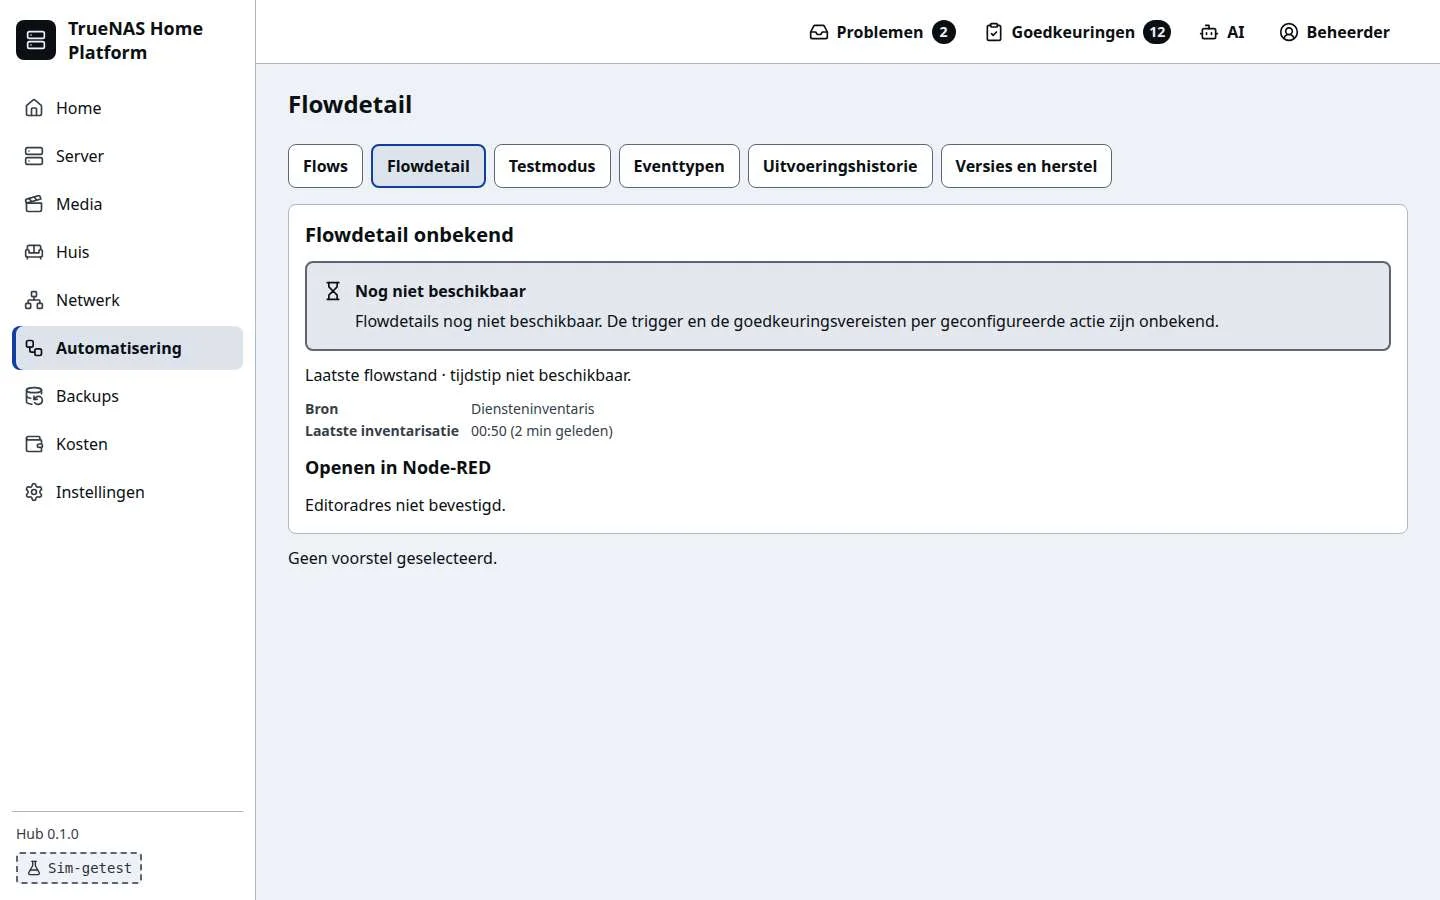 TrueNAS Home
Platform
Problemen 2
Goedkeuringen 12
AI
Beheerder
Home
Server
Media
Huis
Netwerk
Automatisering
Backups
Kosten
Instellingen
Hub 0.1.0
Sim-getest
Flowdetail
Flows
Flowdetail
Testmodus
Eventtypen
Uitvoeringshistorie
Versies en herstel
Flowdetail onbekend
Nog niet beschikbaar
Flowdetails nog niet beschikbaar. De trigger en de goedkeuringsvereisten per geconfigureerde actie zijn onbekend.
Laatste flowstand · tijdstip niet beschikbaar.
Bron Diensteninventaris
Laatste inventarisatie 00:50 (2 min geleden)
Openen in Node-RED
Editoradres niet bevestigd.
Geen voorstel geselecteerd.